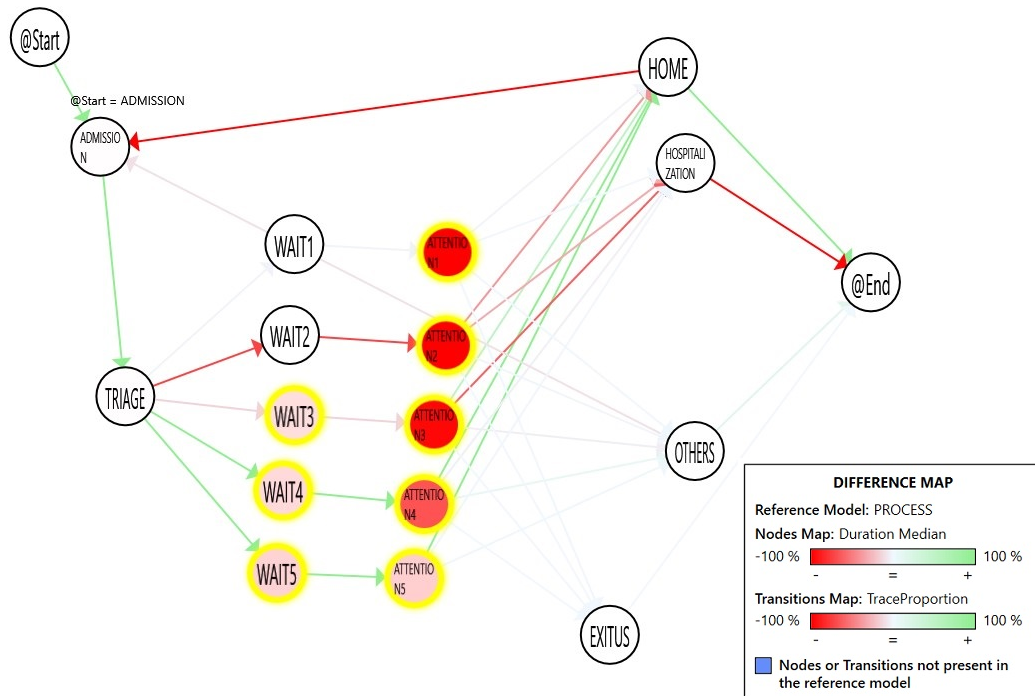 @Start
@Start = ADMISSION
ADMISSIO
N
HOME
HOSPITALI
ZATION
WAIT1
ATTENTIO
N1
@End
WAIT2
ATTENTIO
N2
TRIAGE
WAIT3
ATTENTIO
N3
OTHERS
WAIT4
ATTENTIO
N4
WAIT5
ATTENTIO
N5
EXITUS
DIFFERENCE MAP
Reference Model: PROCESS
Nodes Map: Duration Median
-100 % 100 %
- = +
Transitions Map: TraceProportion
-100 % 100 %
- = +
Nodes or Transitions not present in
the reference model